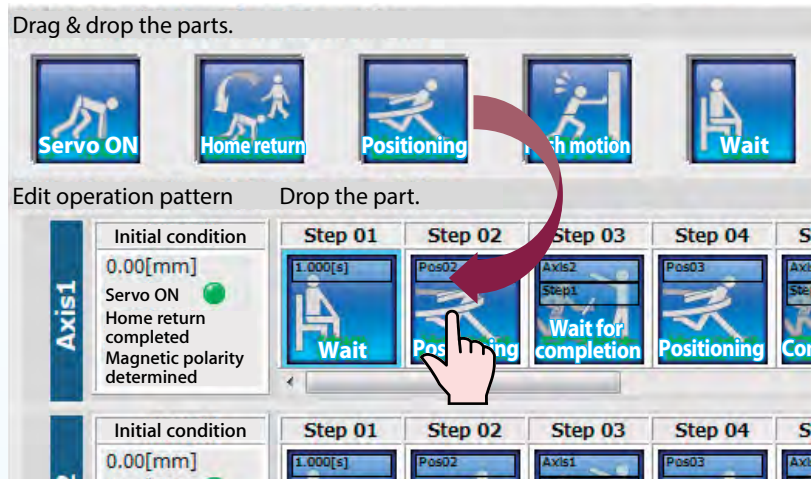 Drag & drop the parts.
Servo ON
Home return
Positioning
motion
Wait
Edit operation pattern
Drop the part.
Axis1
Initial condition
0.00[mm]
Servo ON
Home return
completed
Magnetic polarity
determined
Step 01
Step 02
Step 03
Step 04
S
1.000[s]
Wait
Pos02
Axis2
Step1
Wait for
completion
Pos03
Positioning
Initial condition
0.00[mm]
Step 01
Step 02
Step 03
Step 04
S
1.000[s]
Pos02
Axis1
Pos03